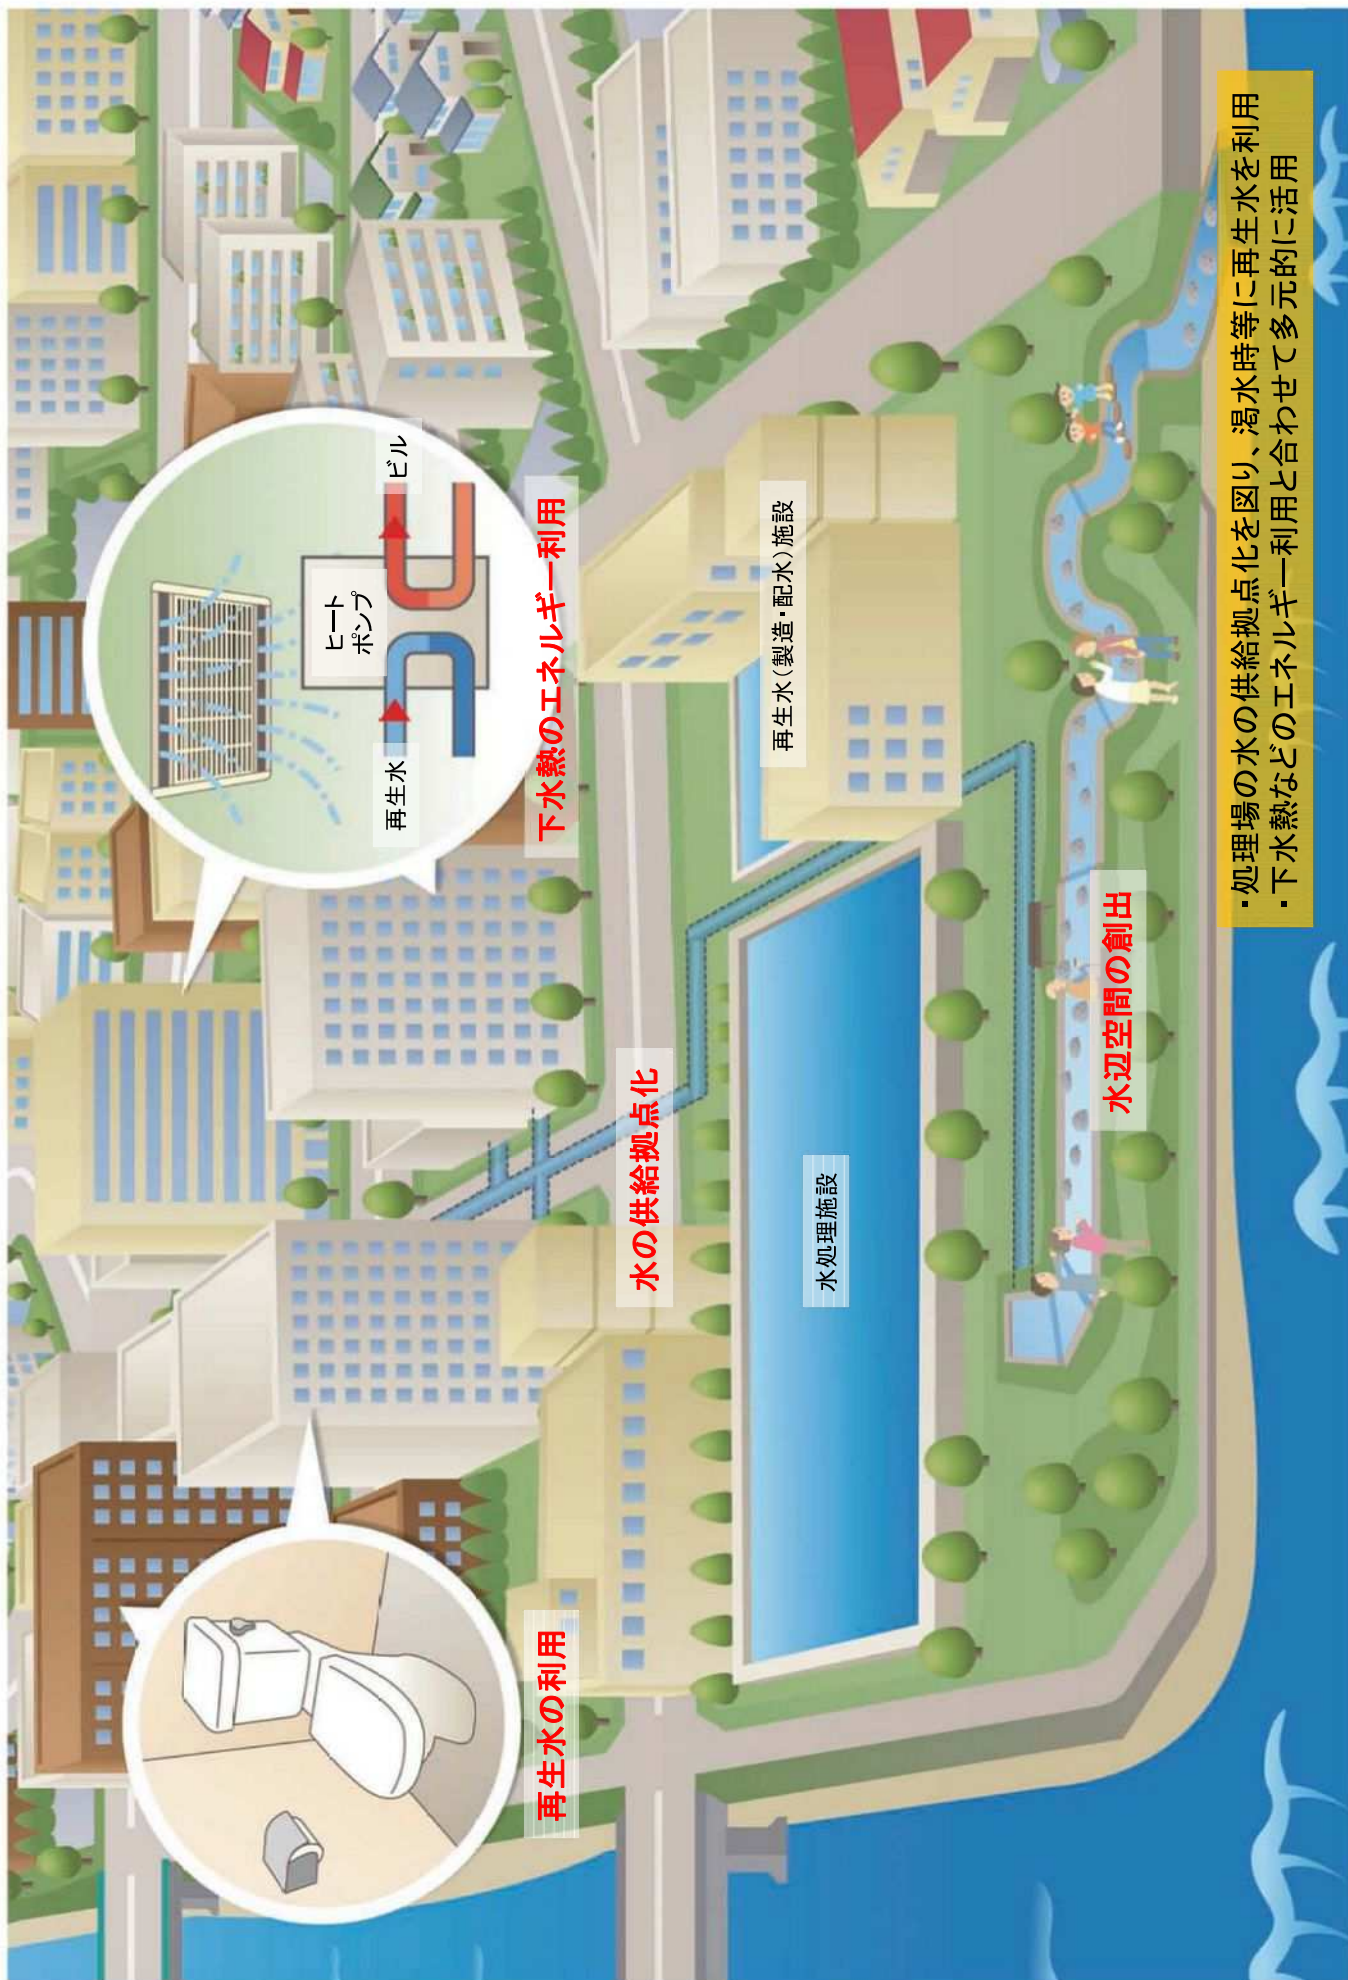 ヒート
ポンプ
再生水
ビル
再生水の利用
下水熱のエネルギー利用
水の供給拠点化
再生水(製造・配水)施設
水処理施設
水辺空間の創出
・処理場の水の供給拠点化を図り、渇水時等に再生水を利用
・下水熱などのエネルギー利用と合わせて多元的に活用